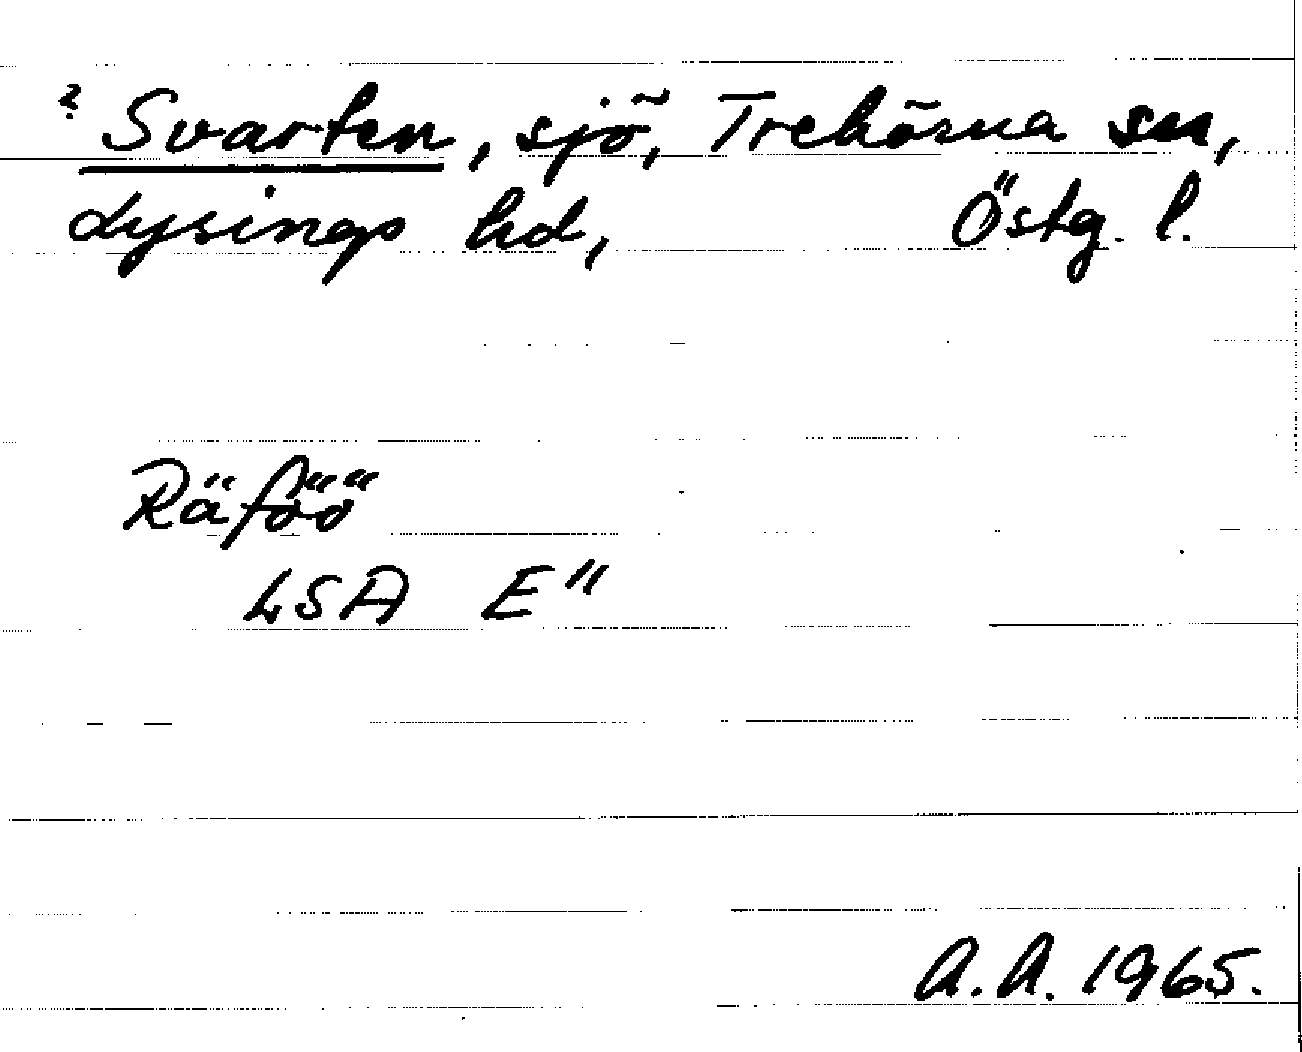 ? Svarten, sjö, Trehörna sn,
Lysings hd, Östg. l.
Räföö
LSA E"
A.A. 1965.